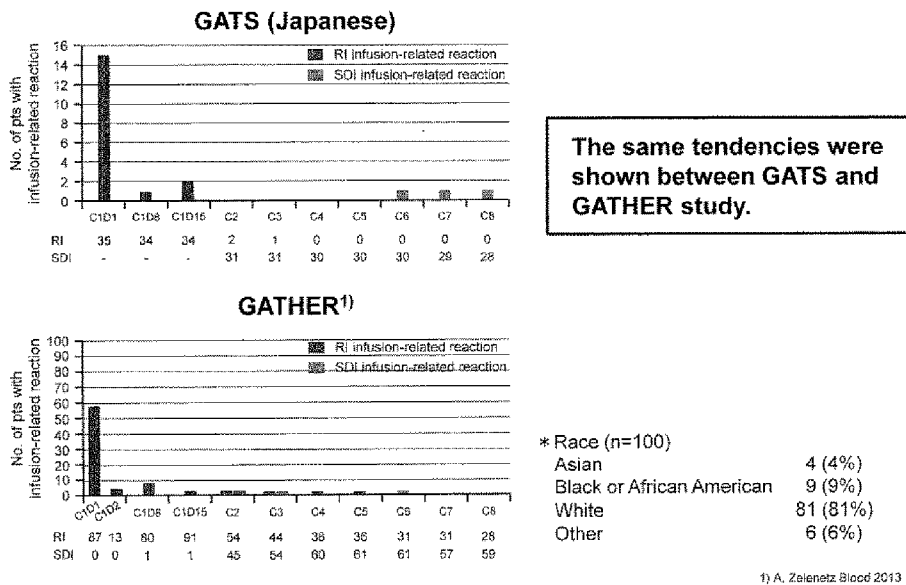 GATS (Japanese)
No. of pts with
infusion-related reaction
16
14
12
10
8
6
4
2
0
RI infusion-related reaction
SDI infusion-related reaction
C1D1 C1D8 C1D15 C2 C3 C4 C5 C6 C7 C8
RI 35 34 34 2 1 0 0 0 0 0
SDI - - - 31 31 30 30 30 29 28
The same tendencies were
shown between GATS and
GATHER study.
GATHER1)
No. of pts with
infusion-related reaction
100
90
80
70
60
50
40
30
20
10
0
RI infusion-related reaction
SDI infusion-related reaction
C1D1 C1D2 C1D8 C1D15 C2 C3 C4 C5 C6 C7 C8
RI 87 13 80 91 54 44 36 36 31 31 28
SDI 0 0 1 1 45 54 60 61 61 57 59
* Race (n=100)
Asian 4 (4%)
Black or African American 9 (9%)
White 81 (81%)
Other 6 (6%)
1) A. Zelenetz Blood 2013